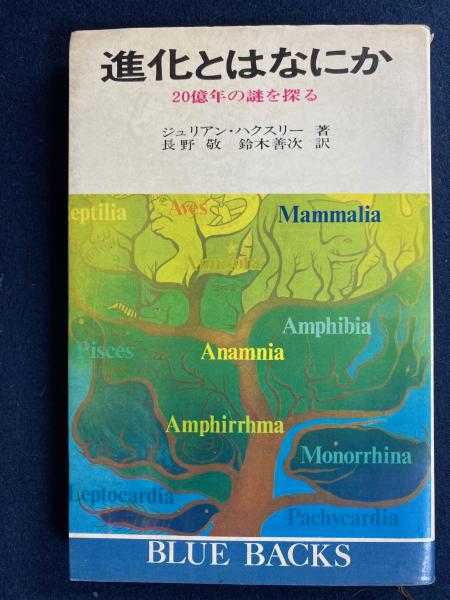 進化とはなにか
20億年の謎を探る
ジュリアン・ハクスリー 著
長野 敬 鈴木善次 訳
eptilia Aves Mammalia
Amniota
Amphibia
Pisces Anamnia
Amphirrhma
Monorrhina
Leptocardia
Pachycardia
BLUE BACKS